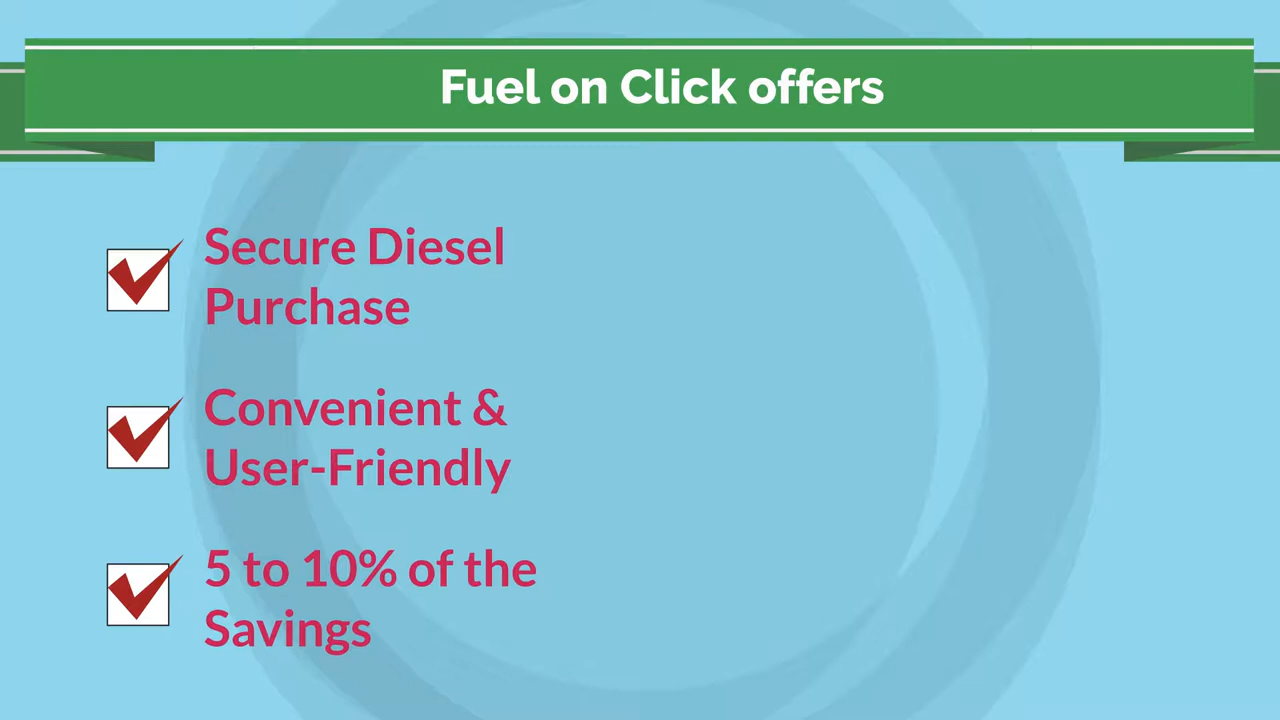 Fuel on Click offers
Secure Diesel
Purchase
Convenient &
User-Friendly
5 to 10% of the
Savings